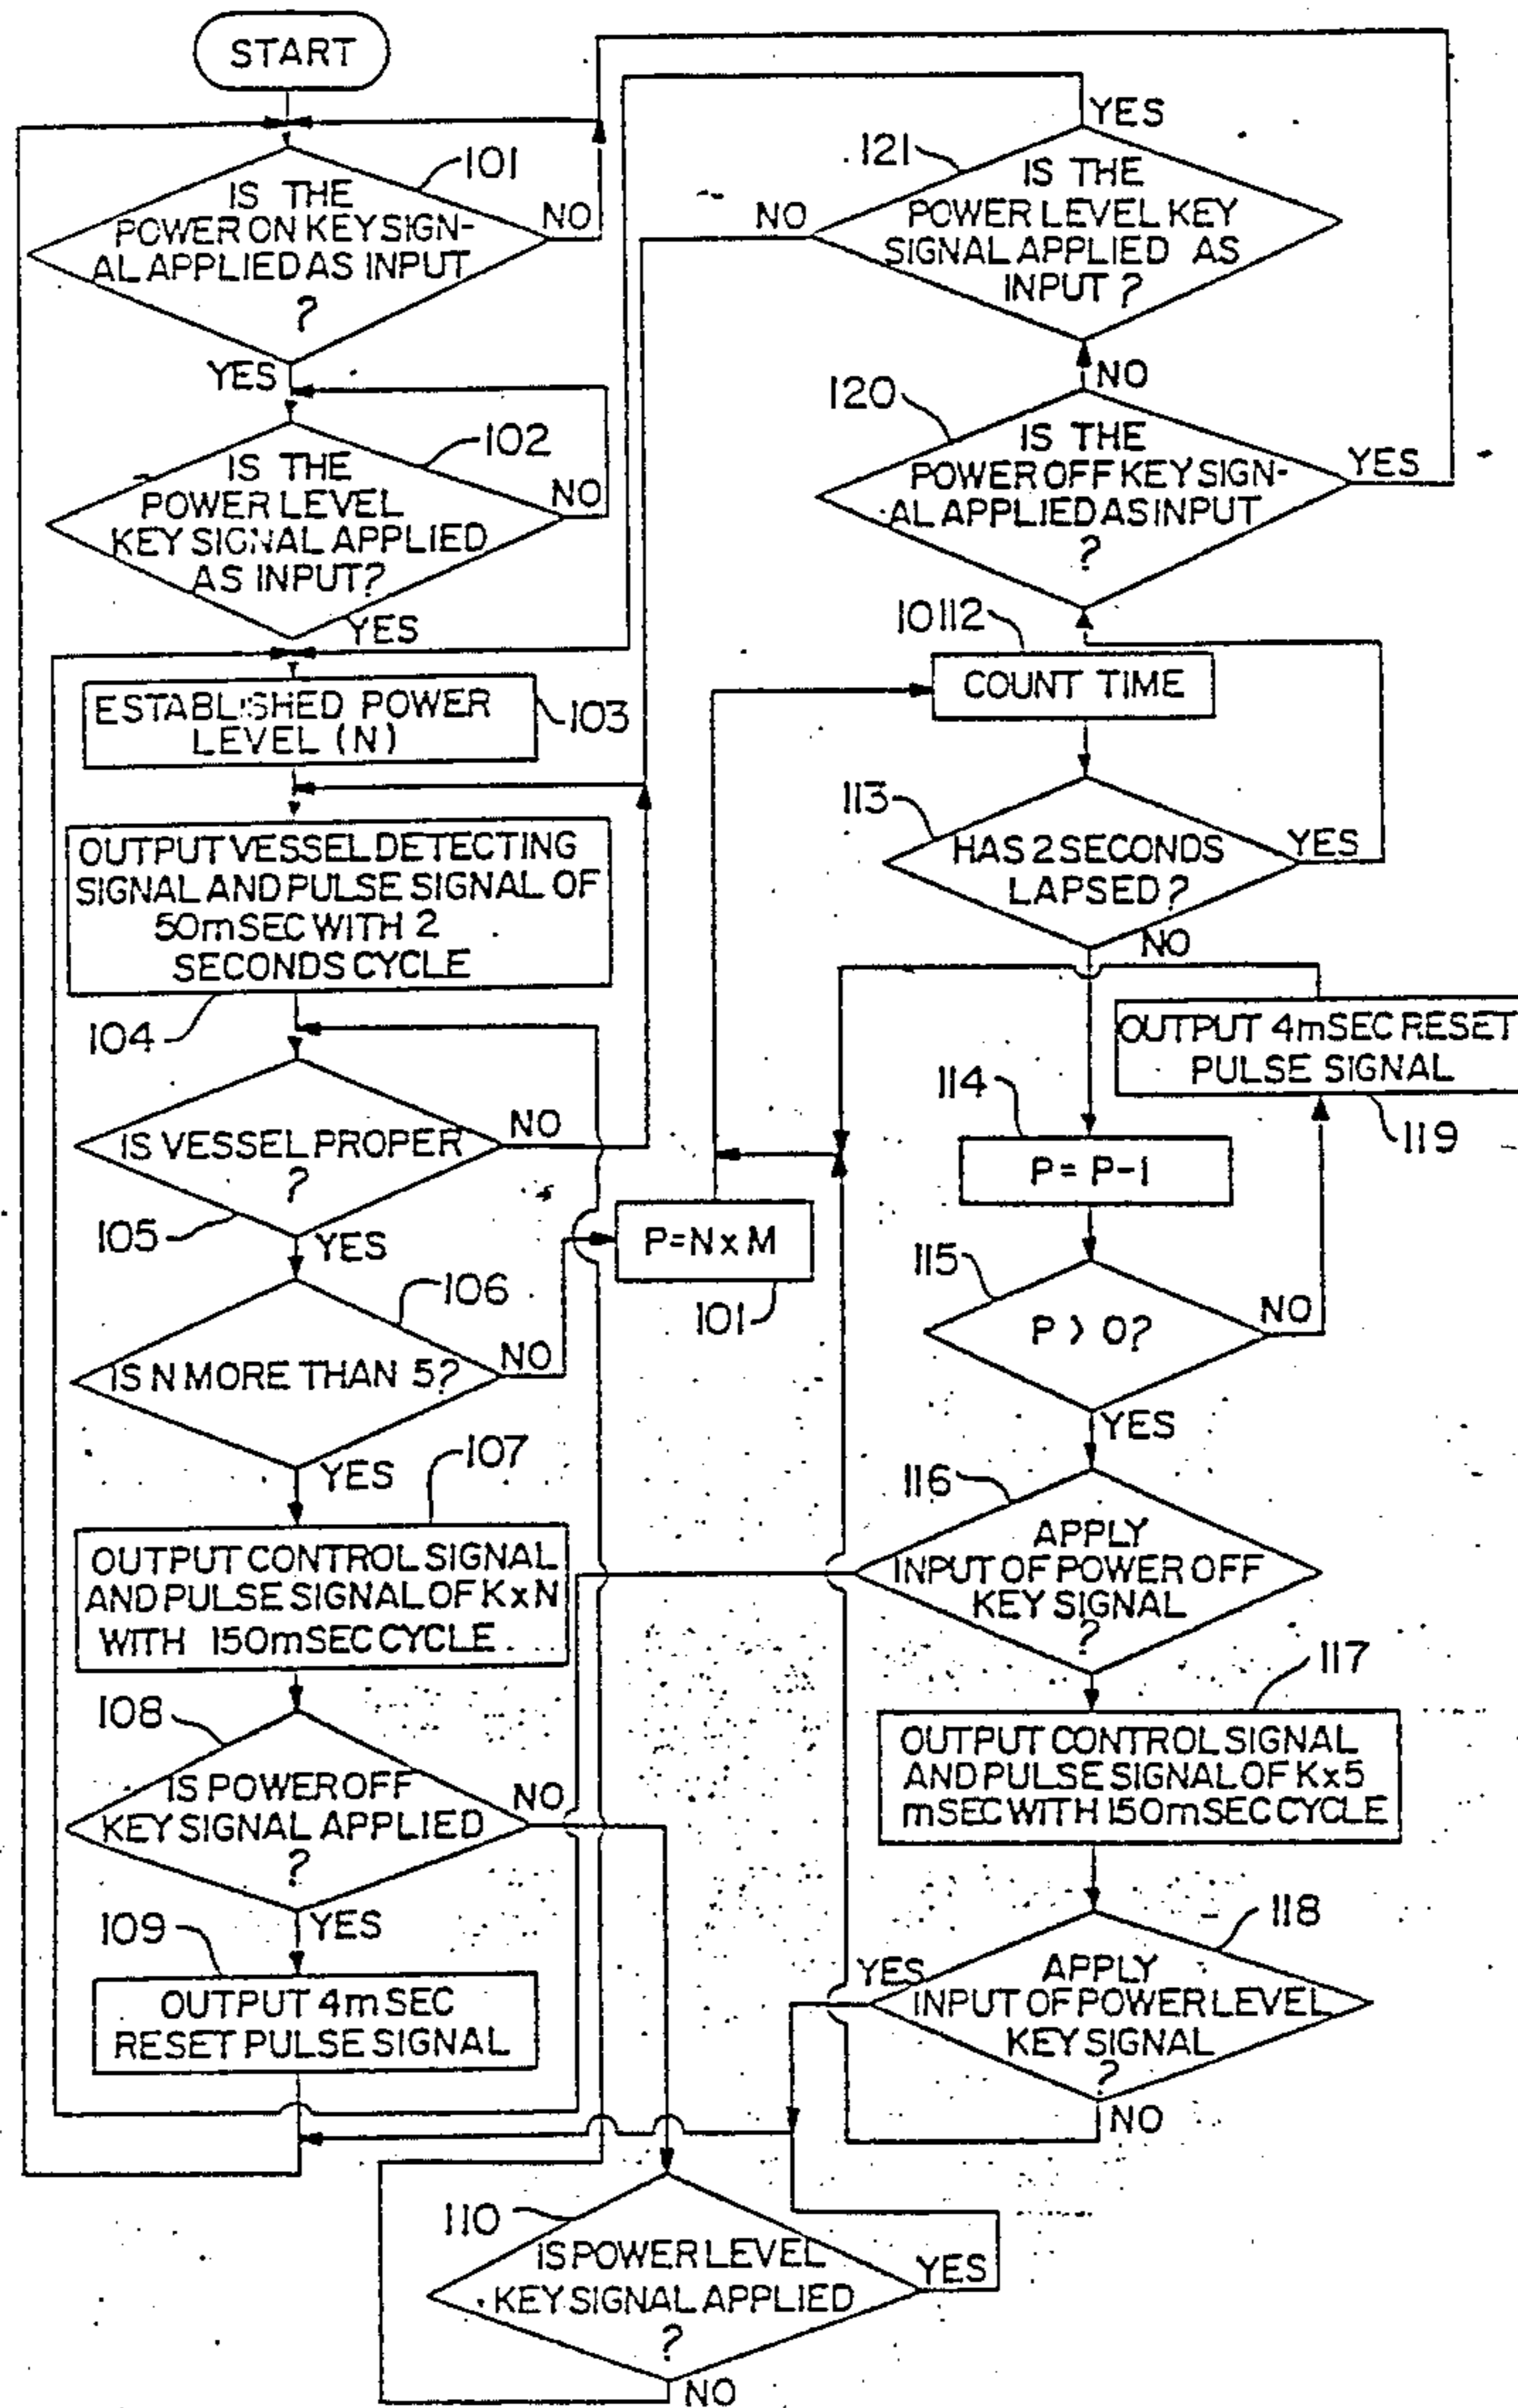 START
101
IS THE
POWER ON KEY SIGN-
AL APPLIED AS INPUT
?
NO
YES
102
IS THE
POWER LEVEL
KEY SIGNAL APPLIED
AS INPUT?
NO
YES
ESTABLISHED POWER
LEVEL (N)
103
OUTPUT VESSEL DETECTING
SIGNAL AND PULSE SIGNAL OF
50mSEC WITH 2
SECONDS CYCLE
104
IS VESSEL PROPER
?
NO
105
YES
106
IS N MORE THAN 5?
NO
YES
107
OUTPUT CONTROL SIGNAL
AND PULSE SIGNAL OF K x N
WITH 150mSEC CYCLE
108
IS POWER OFF
KEY SIGNAL APPLIED
?
NO
YES
109
OUTPUT 4mSEC
RESET PULSE SIGNAL
110
IS POWER LEVEL
KEY SIGNAL APPLIED
?
YES
NO
P=N x M
101
YES
121
IS THE
POWER LEVEL KEY
SIGNAL APPLIED AS
INPUT ?
NO
NO
120
IS THE
POWER OFF KEY SIGN-
AL APPLIED AS INPUT
?
YES
10112
COUNT TIME
113
HAS 2 SECONDS
LAPSED?
YES
NO
OUTPUT 4mSEC RESET
PULSE SIGNAL
119
114
P = P-1
115
P > 0?
NO
YES
116
APPLY
INPUT OF POWER OFF
KEY SIGNAL
?
117
OUTPUT CONTROL SIGNAL
AND PULSE SIGNAL OF K x 5
mSEC WITH 150mSEC CYCLE
118
YES
APPLY
INPUT OF POWER LEVEL
KEY SIGNAL
?
NO